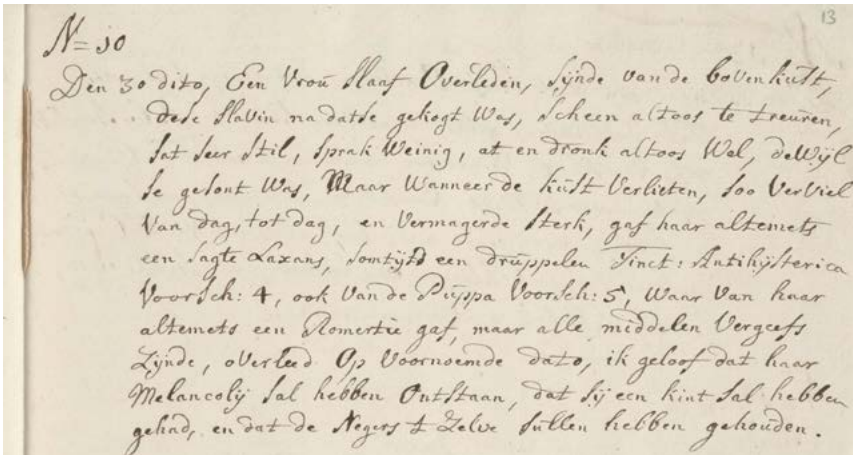 13
N=10
Den 30 dito, Een Vrou Slaaf Overleden, sijnde van de bovenkust,
dese Slavin na datse gekogt Was, scheen altoos te treuren,
sat seer stil, sprak Weinig, at en dronk altoos Wel, deWijl
se gesont Was, Maar Wanneer de kust Verlieten, soo VerViel
Van dag, tot dag, en Vermagerde sterk, gaf haar altemets
een sagte Laxans, somtijds een druppelen Tinct: Antihijsterica
Voorsch: 4, ook Van de Puppa Voorsch: 5, Waar Van haar
altemets een Romertie gaf, maar alle middelen Vergeefs
Zijnde, overleed Op Voornoemde dato, ik geloof dat haar
Melancolij sal hebben Ontstaan, dat sij een kint sal hebben
gehad, en dat de Negers t Zelve sullen hebben gehouden.